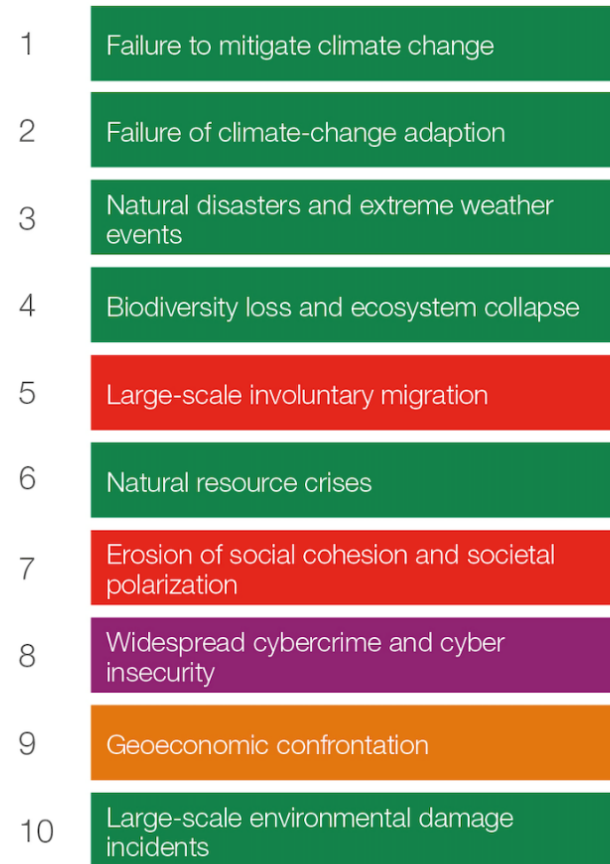 1
Failure to mitigate climate change
2
Failure of climate-change adaption
3
Natural disasters and extreme weather
events
4
Biodiversity loss and ecosystem collapse
5
Large-scale involuntary migration
6
Natural resource crises
7
Erosion of social cohesion and societal
polarization
8
Widespread cybercrime and cyber
insecurity
9
Geoeconomic confrontation
10
Large-scale environmental damage
incidents